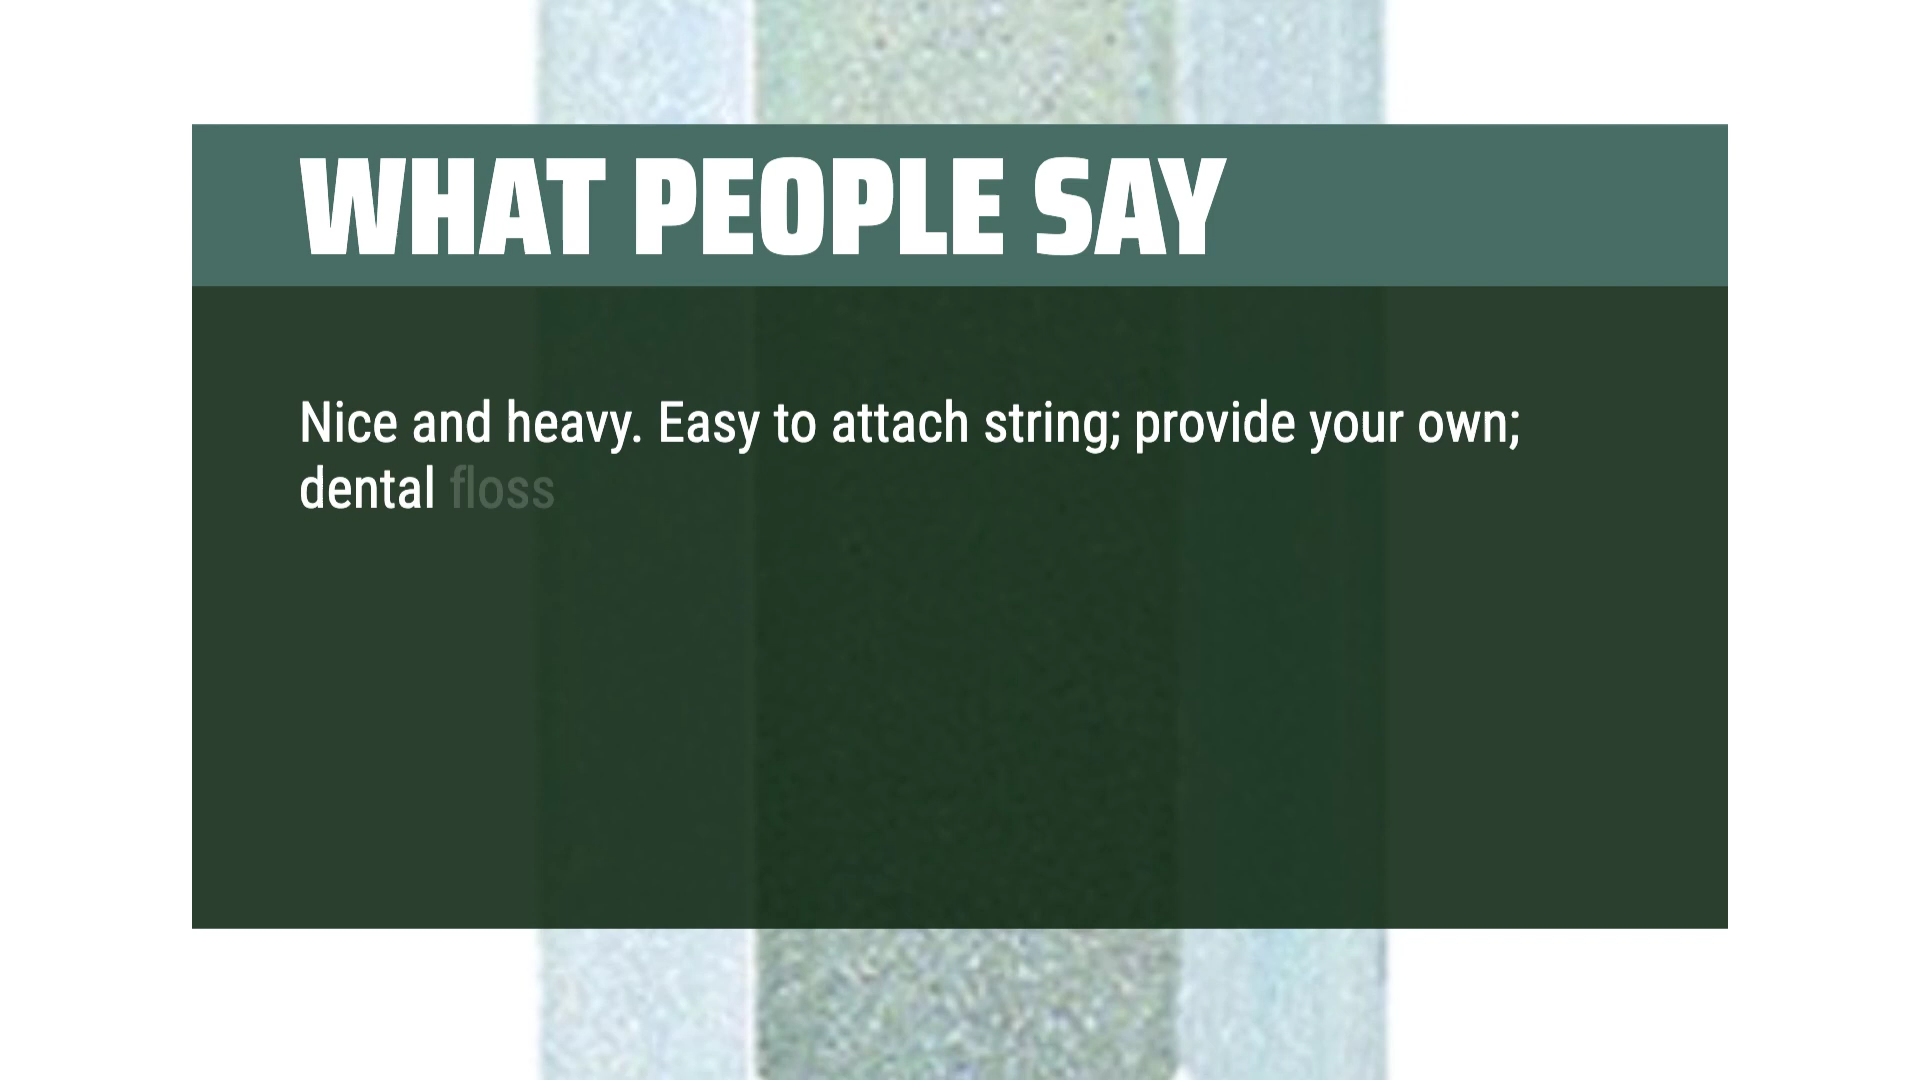 WHAT PEOPLE SAY
Nice and heavy. Easy to attach string; provide your own;
dental floss